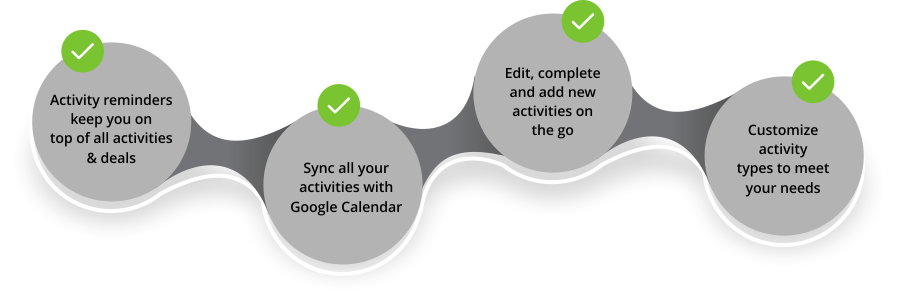 Activity reminders
keep you on
top of all activities
& deals
Sync all your
activities with
Google Calendar
Edit, complete
and add new
activities on
the go
Customize
activity
types to meet
your needs